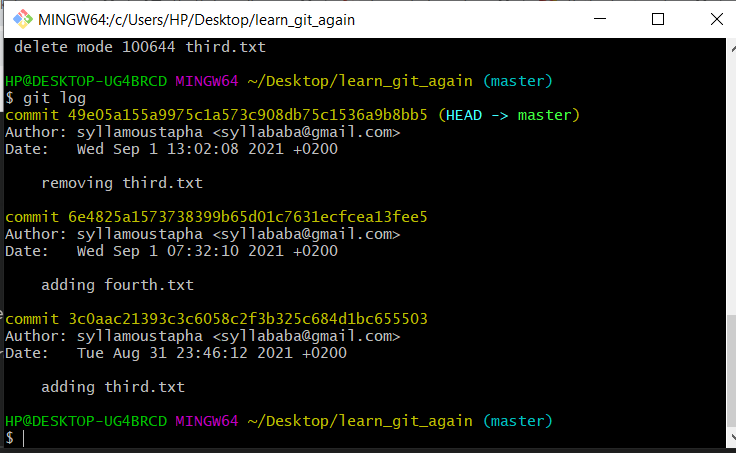 MINGW64:/c/Users/HP/Desktop/learn_git_again
delete mode 100644 third.txt
HP@DESKTOP-UG4BRCD MINGW64 ~/Desktop/learn_git_again (master)
$ git log
commit 49e05a155a9975c1a573c908db75c1536a9b8bb5 (HEAD -> master)
Author: syllamoustapha <syllababa@gmail.com>
Date:   Wed Sep 1 13:02:08 2021 +0200
removing third.txt
commit 6e4825a1573738399b65d01c7631ecfcea13fee5
Author: syllamoustapha <syllababa@gmail.com>
Date:   Wed Sep 1 07:32:10 2021 +0200
adding fourth.txt
commit 3c0aac21393c3c6058c2f3b325c684d1bc655503
Author: syllamoustapha <syllababa@gmail.com>
Date:   Tue Aug 31 23:46:12 2021 +0200
adding third.txt
HP@DESKTOP-UG4BRCD MINGW64 ~/Desktop/learn_git_again (master)
$